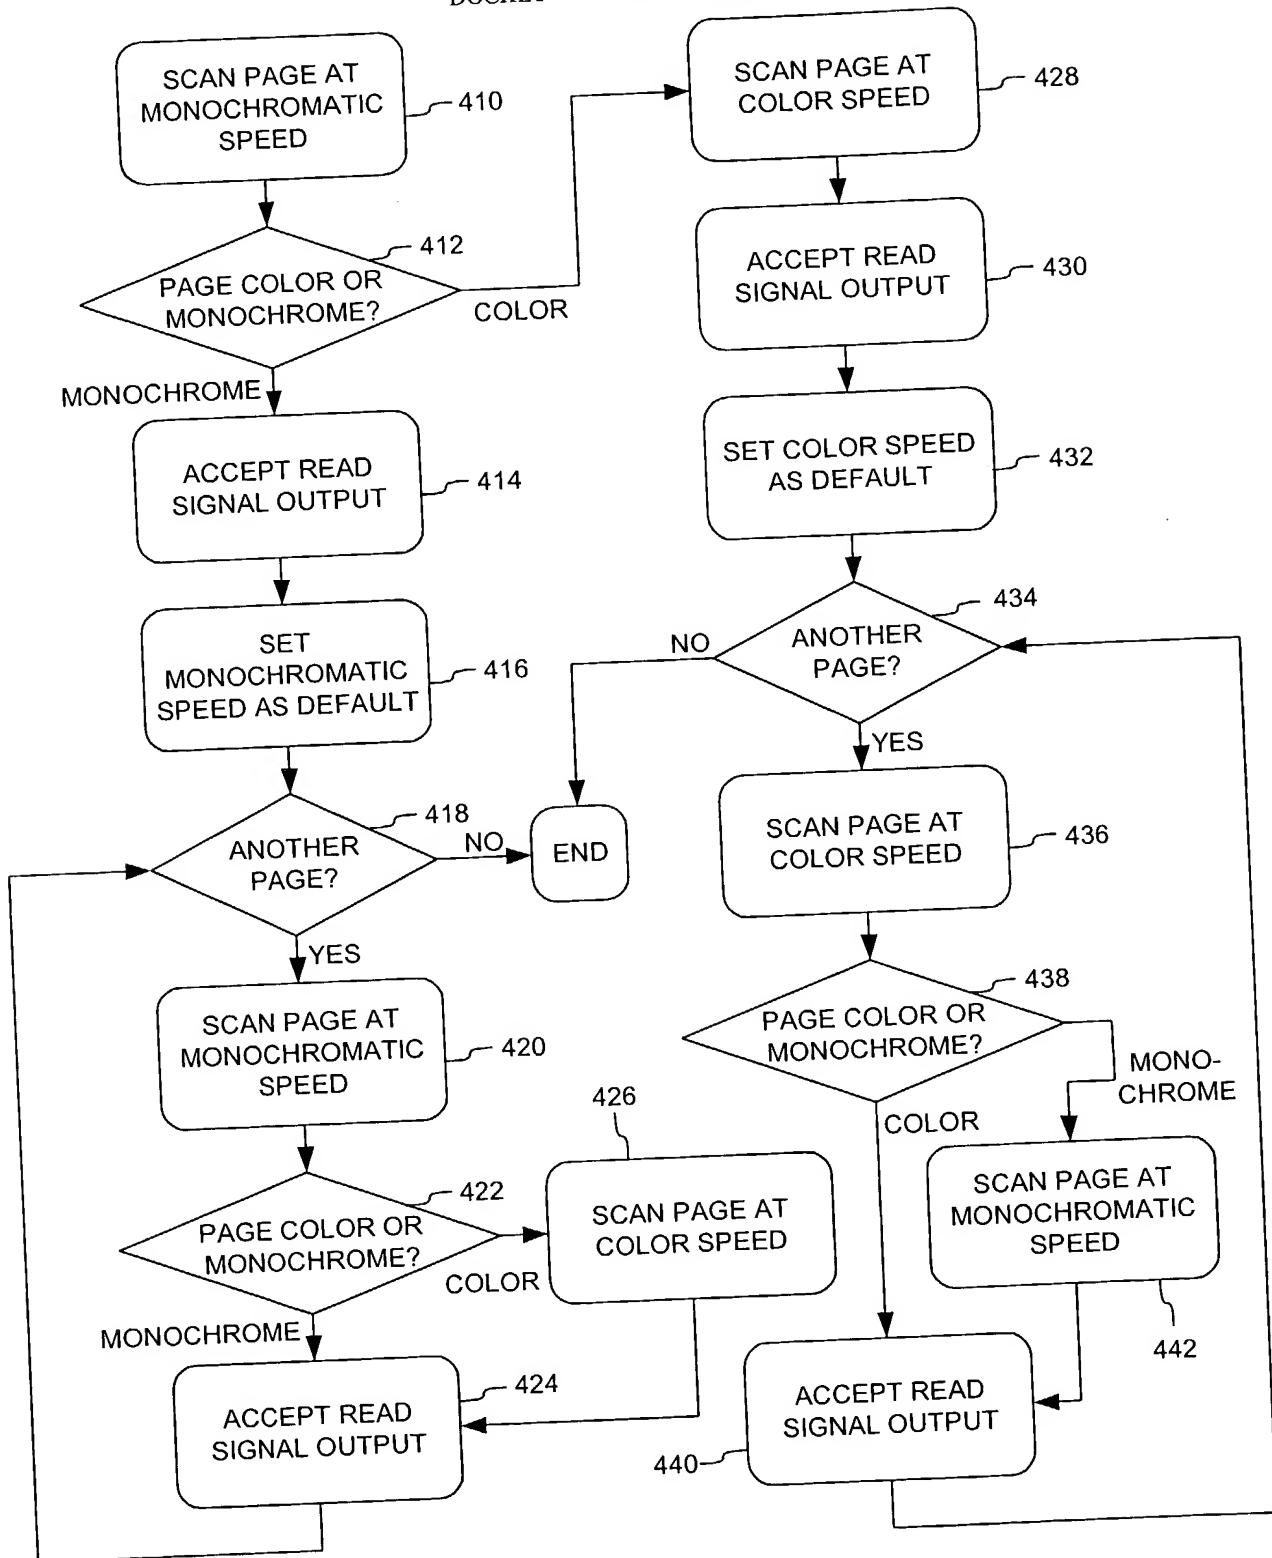 SCAN PAGE AT
MONOCHROMATIC
SPEED
410
PAGE COLOR OR
MONOCHROME?
412
COLOR
MONOCHROME
ACCEPT READ
SIGNAL OUTPUT
414
SET
MONOCHROMATIC
SPEED AS DEFAULT
416
ANOTHER
PAGE?
418
NO
END
YES
SCAN PAGE AT
MONOCHROMATIC
SPEED
420
PAGE COLOR OR
MONOCHROME?
422
COLOR
MONOCHROME
426
SCAN PAGE AT
COLOR SPEED
ACCEPT READ
SIGNAL OUTPUT
424
SCAN PAGE AT
COLOR SPEED
428
ACCEPT READ
SIGNAL OUTPUT
430
SET COLOR SPEED
AS DEFAULT
432
ANOTHER
PAGE?
434
NO
YES
SCAN PAGE AT
COLOR SPEED
436
PAGE COLOR OR
MONOCHROME?
438
MONO-
CHROME
COLOR
SCAN PAGE AT
MONOCHROMATIC
SPEED
442
ACCEPT READ
SIGNAL OUTPUT
440